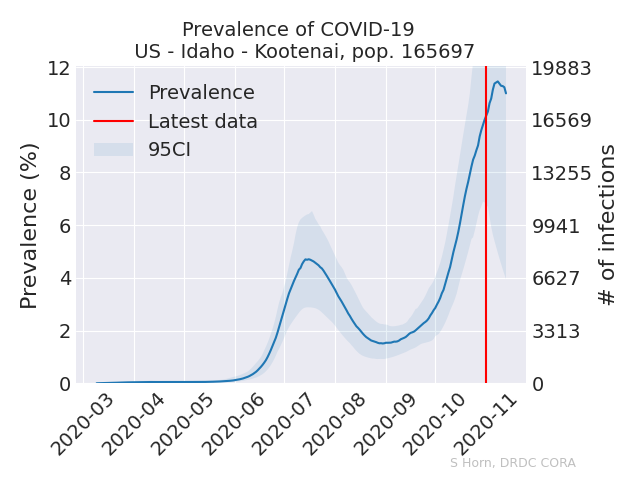 Prevalence of COVID-19
US - Idaho - Kootenai, pop. 165697
Prevalence (%)
12
10
8
6
4
2
0
Prevalence
Latest data
95CI
19883
16569
13255
9941
6627
3313
0
# of infections
2020-03
2020-04
2020-05
2020-06
2020-07
2020-08
2020-09
2020-10
2020-11
S Horn, DRDC CORA